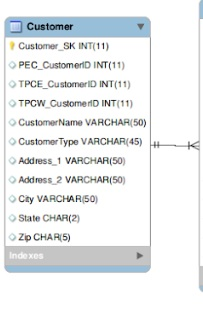 Customer
Customer_SK INT(11)
PEC_CustomerID INT(11)
TPCE_CustomerID INT(11)
TPCW_CustomerID INT(11)
CustomerName VARCHAR(50)
CustomerType VARCHAR(45)
Address_1 VARCHAR(50)
Address_2 VARCHAR(50)
City VARCHAR(50)
State CHAR(2)
Zip CHAR(5)
Indexes